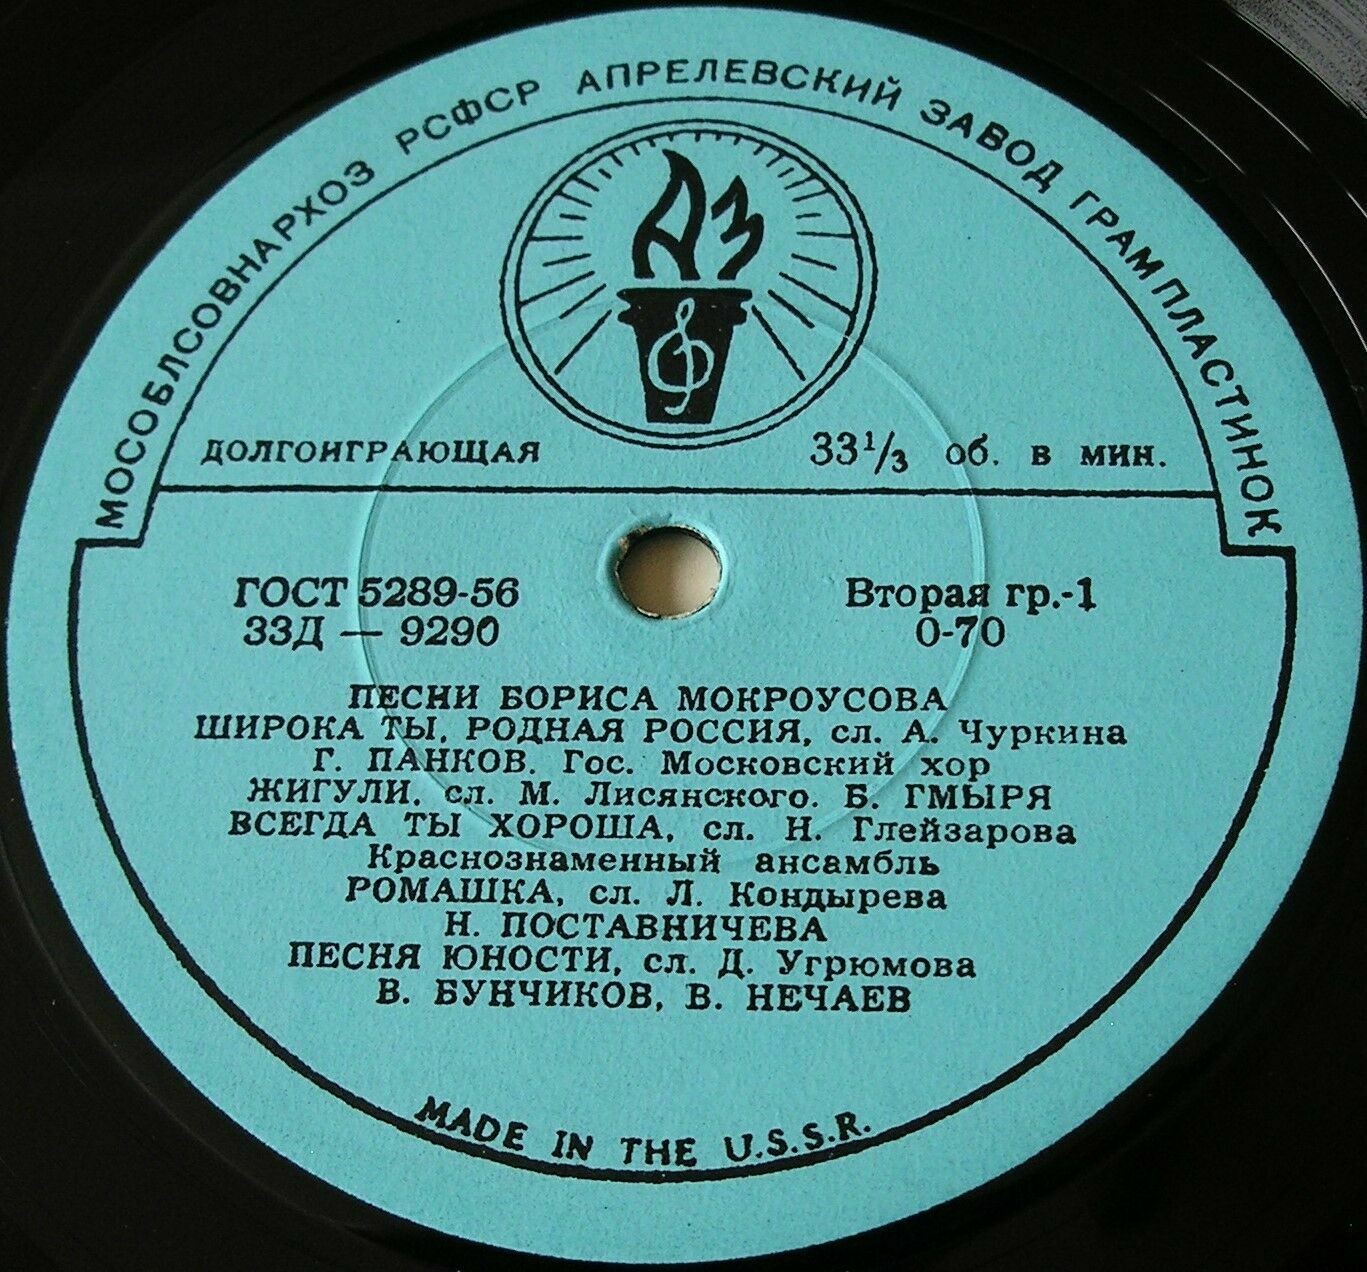 МОСОБЛСОВНАРХОЗ РСФСР АПРЕЛЕВСКИЙ ЗАВОД ГРАМПЛАСТИНОК
АЗ
ДОЛГОИГРАЮЩАЯ 33⅓ об. в мин.
ГОСТ 5289-56 Вторая гр.-1
33Д — 9290 0-70
ПЕСНИ БОРИСА МОКРОУСОВА
ШИРОКА ТЫ, РОДНАЯ РОССИЯ, сл. А. Чуркина
Г. ПАНКОВ. Гос. Московский хор
ЖИГУЛИ, сл. М. Лисянского. Б. ГМЫРЯ
ВСЕГДА ТЫ ХОРОША, сл. Н. Глейзарова
Краснознаменный ансамбль
РОМАШКА, сл. Л. Кондырева
Н. ПОСТАВНИЧЕВА
ПЕСНЯ ЮНОСТИ, сл. Д. Угрюмова
В. БУНЧИКОВ, В. НЕЧАЕВ
MADE IN THE U.S.S.R.